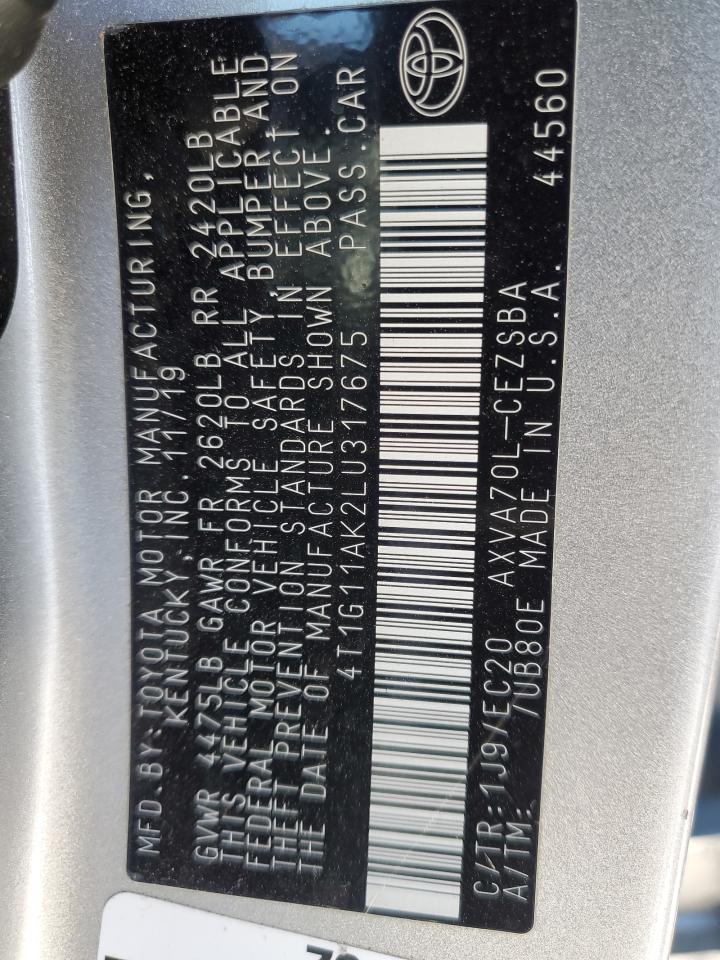 MFD.BY:TOYOTA MOTOR MANUFACTURING,
KENTUCKY,INC. 11/19
GVWR 4475LB GAWR FR 2620LB RR 2420LB
THIS VEHICLE CONFORMS TO ALL APPLICABLE
FEDERAL MOTOR VEHICLE SAFETY, BUMPER, AND
THEFT PREVENTION STANDARDS IN EFFECT ON
THE DATE OF MANUFACTURE SHOWN ABOVE.
4T1G11AK2LU317675 PASS.CAR
C/TR:1J9/EC20 AXVA70L-CEZSBA
A/TM: /UB80E MADE IN U.S.A. 44560